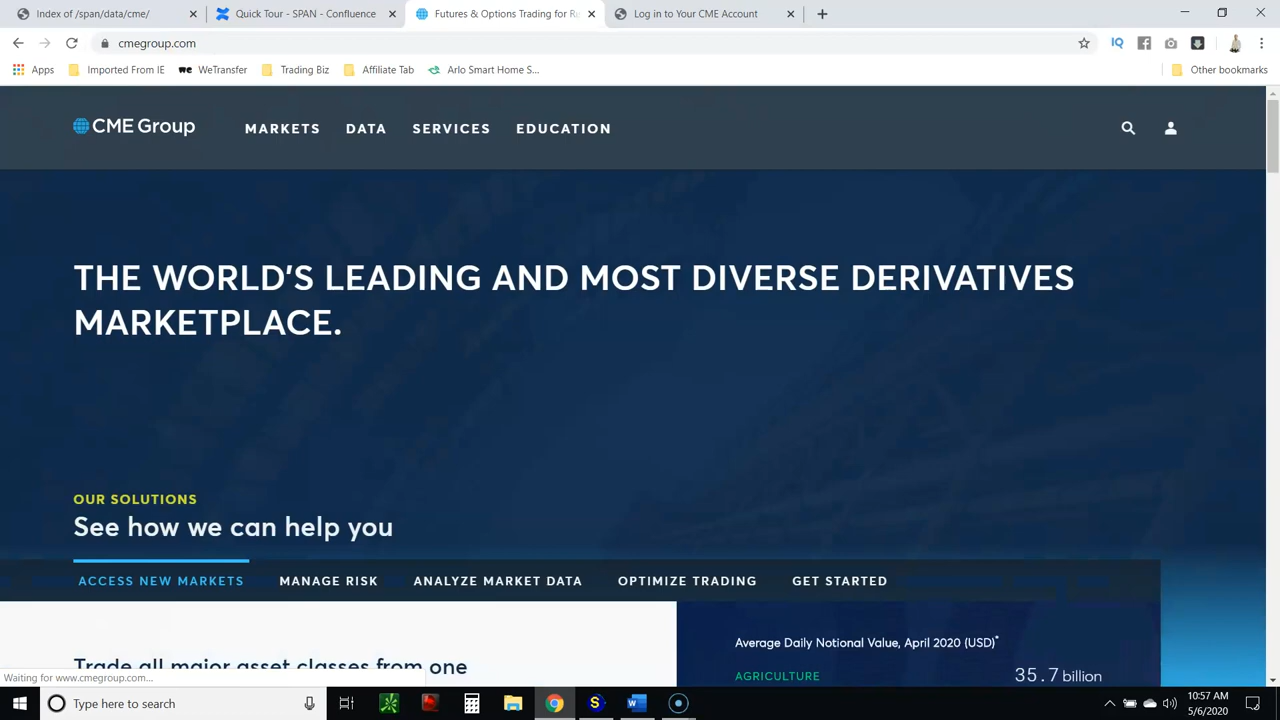 Index of /span/data/cme/
Quick Tour - SPAN - Confluence
Futures & Options Trading for Re
Log in to Your CME Account
cmegroup.com
Apps
Imported From IE
WeTransfer
Trading Biz
Affiliate Tab
Arlo Smart Home S...
Other bookmarks
CME Group
MARKETS
DATA
SERVICES
EDUCATION
THE WORLD'S LEADING AND MOST DIVERSE DERIVATIVES
MARKETPLACE.
OUR SOLUTIONS
See how we can help you
ACCESS NEW MARKETS
MANAGE RISK
ANALYZE MARKET DATA
OPTIMIZE TRADING
GET STARTED
Trade all major asset classes from one
Average Daily Notional Value, April 2020 (USD)*
AGRICULTURE
35.7 billion
Waiting for www.cmegroup.com...
Type here to search
10:57 AM
5/6/2020